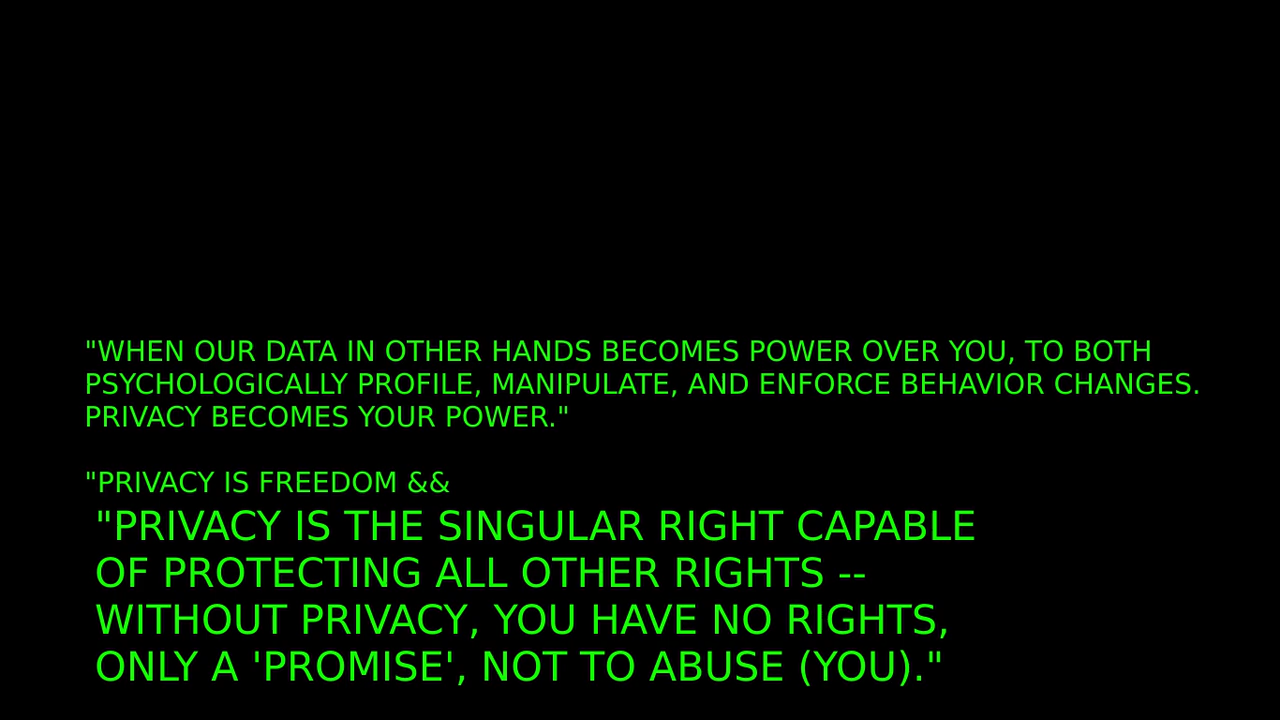 "WHEN OUR DATA IN OTHER HANDS BECOMES POWER OVER YOU, TO BOTH
PSYCHOLOGICALLY PROFILE, MANIPULATE, AND ENFORCE BEHAVIOR CHANGES.
PRIVACY BECOMES YOUR POWER."
"PRIVACY IS FREEDOM &&
"PRIVACY IS THE SINGULAR RIGHT CAPABLE
OF PROTECTING ALL OTHER RIGHTS --
WITHOUT PRIVACY, YOU HAVE NO RIGHTS,
ONLY A 'PROMISE', NOT TO ABUSE (YOU)."